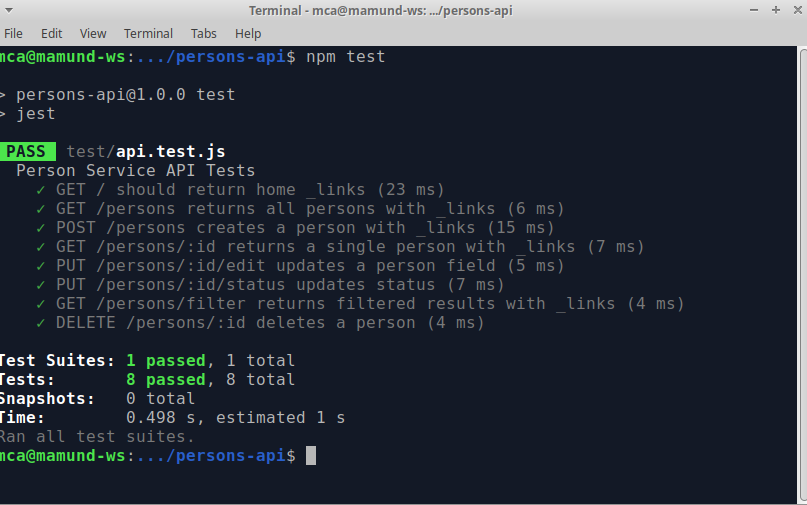 Terminal - mca@mamund-ws: .../persons-api
File Edit View Terminal Tabs Help
mca@mamund-ws:.../persons-api$ npm test
> persons-api@1.0.0 test
> jest
PASS test/api.test.js
Person Service API Tests
✓ GET / should return home _links (23 ms)
✓ GET /persons returns all persons with _links (6 ms)
✓ POST /persons creates a person with _links (15 ms)
✓ GET /persons/:id returns a single person with _links (7 ms)
✓ PUT /persons/:id/edit updates a person field (5 ms)
✓ PUT /persons/:id/status updates status (7 ms)
✓ GET /persons/filter returns filtered results with _links (4 ms)
✓ DELETE /persons/:id deletes a person (4 ms)
Test Suites: 1 passed, 1 total
Tests: 8 passed, 8 total
Snapshots: 0 total
Time: 0.498 s, estimated 1 s
Ran all test suites.
mca@mamund-ws:.../persons-api$